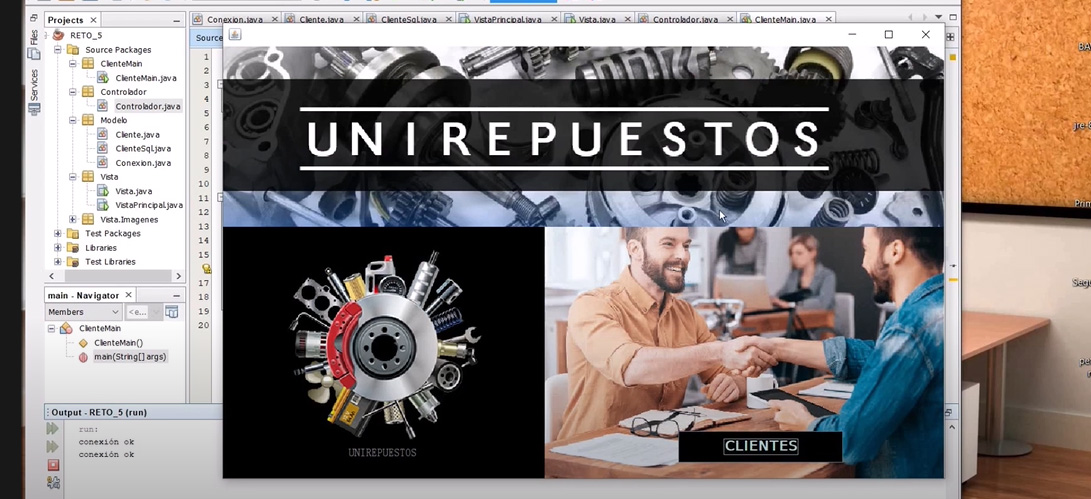 Projects
Files
Services
RETO_5
Source Packages
ClienteMain
ClienteMain.java
Controlador
Controlador.java
Modelo
Cliente.java
ClienteSql.java
Conexion.java
Vista
Vista.java
VistaPrincipal.java
Vista.Imagenes
Test Packages
Libraries
Test Libraries
main - Navigator
Members
<e...
ClienteMain
ClienteMain()
main(String[] args)
Conexion.java
Cliente.java
ClienteSql.java
VistaPrincipal.java
Vista.java
Controlador.java
ClienteMain.java
Source
1
2
3
4
5
6
7
8
9
10
11
12
13
14
15
17
18
19
20
UNIREPUESTOS
UNIREPUESTOS
CLIENTES
Output - RETO_5 (run)
run:
conexión ok
conexión ok